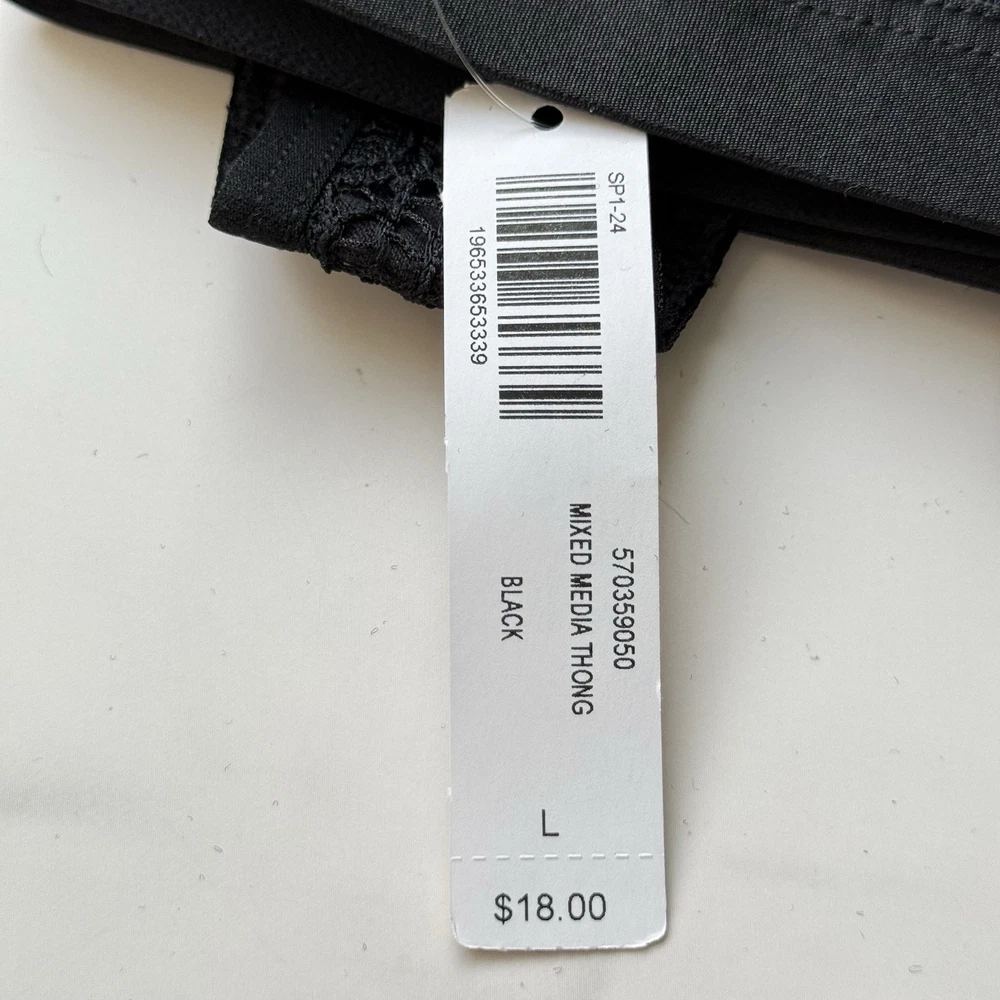 SP1-24
196533653339
570359050
MIXED MEDIA THONG
BLACK
L
$18.00